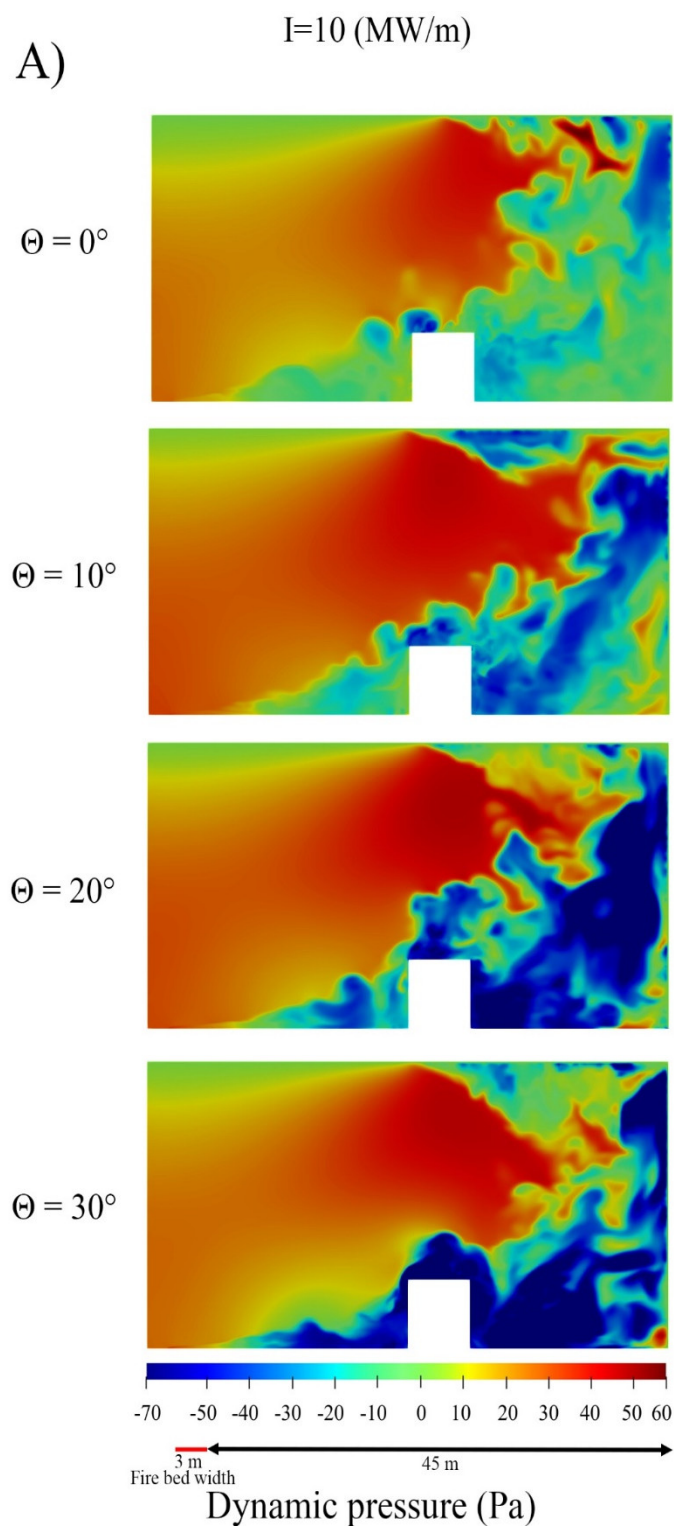 I=10 (MW/m)
A)
Θ = 0°
Θ = 10°
Θ = 20°
Θ = 30°
-70 -50 -40 -30 -20 -10 0 10 20 30 40 50 60
3 m
45 m
Fire bed width
Dynamic pressure (Pa)